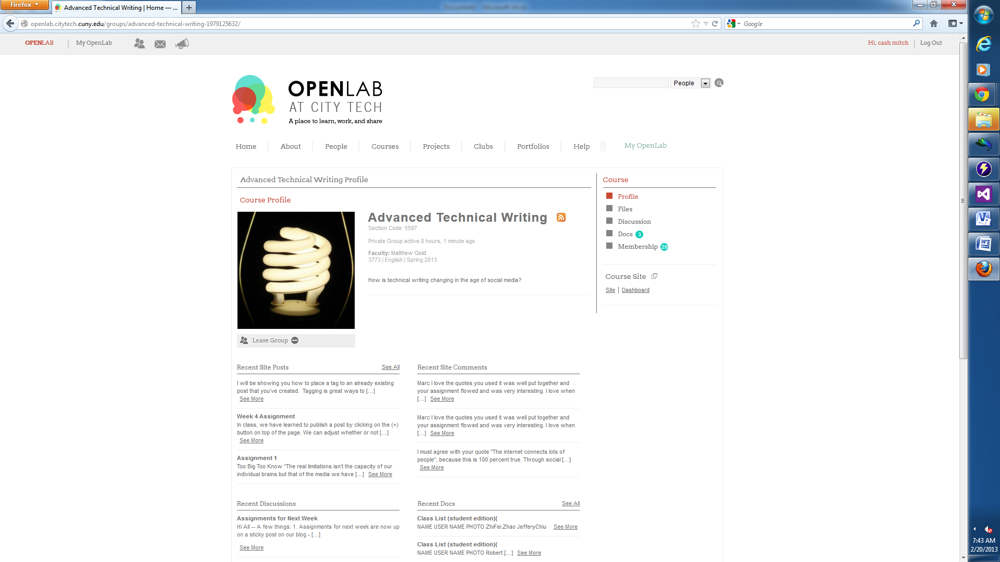 Firefox
Advanced Technical Writing | Home — ...
openlab.citytech.cuny.edu/groups/advanced-technical-writing-1979125632/
Google
OPENLAB
My OpenLab
Hi, cash mitch
Log Out
OPENLAB
AT CITY TECH
A place to learn, work, and share
People
Home
About
People
Courses
Projects
Clubs
Portfolios
Help
My OpenLab
Advanced Technical Writing Profile
Course Profile
Advanced Technical Writing
Section Code: 5597
Private Group active 8 hours, 1 minute ago
Faculty: Matthew Gold
3773 | English | Spring 2013
How is technical writing changing in the age of social media?
Leave Group
Course
Profile
Files
Discussion
Docs 3
Membership 20
Course Site
Site | Dashboard
Recent Site Posts See All
I will be showing you how to place a tag to an already existing
post that you've created.  Tagging is great ways to [...]
See More
Week 4 Assignment
In class, we have learned to publish a post by clicking on the (+)
button on top of the page. We can adjust whether or not [...]
See More
Assignment 1
Too Big Too Know “The real limitations isn't the capacity of our
individual brains but that of the media we have [...] See More
Recent Site Comments
Marc I love the quotes you used it was well put together and
your assignment flowed and was very interesting. I love when
[...] See More
Marc I love the quotes you used it was well put together and
your assignment flowed and was very interesting. I love when
[...] See More
I must agree with your quote "The internet connects lots of
people", because this is 100 percent true. Through social [...]
See More
Recent Discussions
Assignments for Next Week
Hi All -- A few things: 1. Assignments for next week are now up
on a sticky post on our blog - [...]
See More
Recent Docs See All
Class List (student edition)(
NAME USER NAME PHOTO ZhiFei.Zhao JefferyChiu See More
Class List (student edition)(
NAME USER NAME PHOTO Robert [...] See More
7:43 AM
2/20/2013